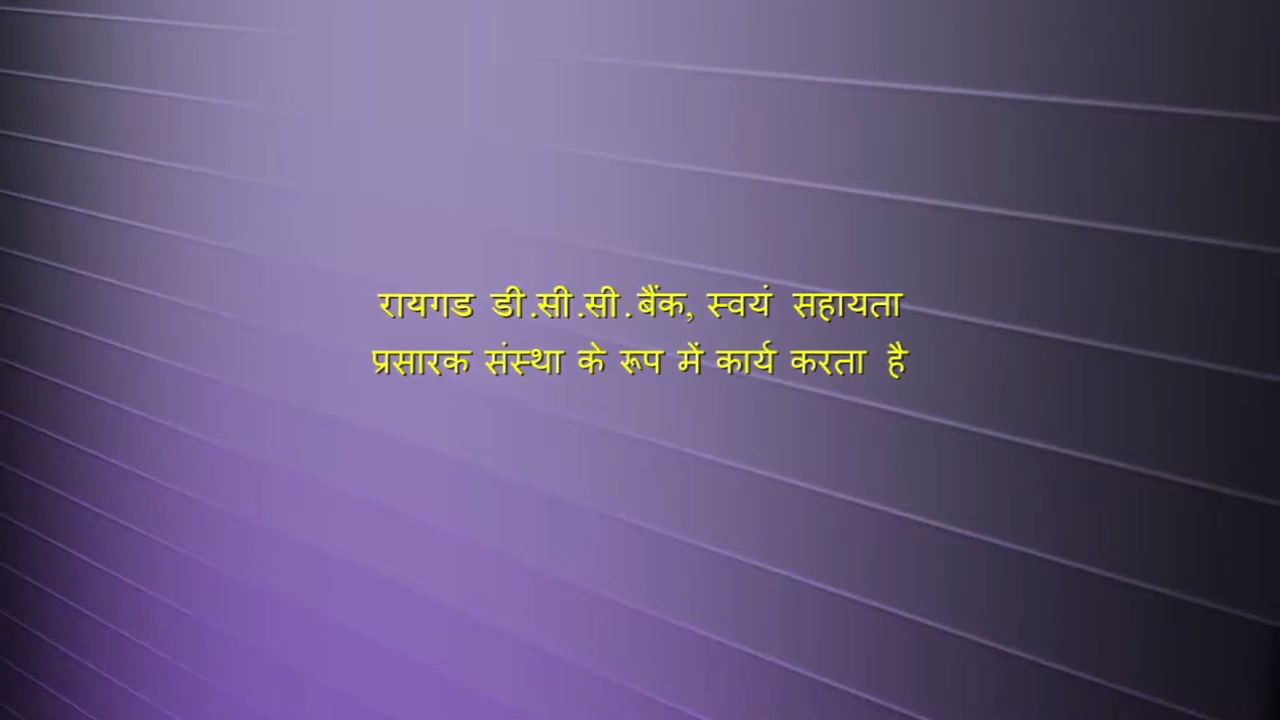 रायगड डी.सी.सी.बैंक, स्वयं सहायता
प्रसारक संस्था के रूप में कार्य करता है